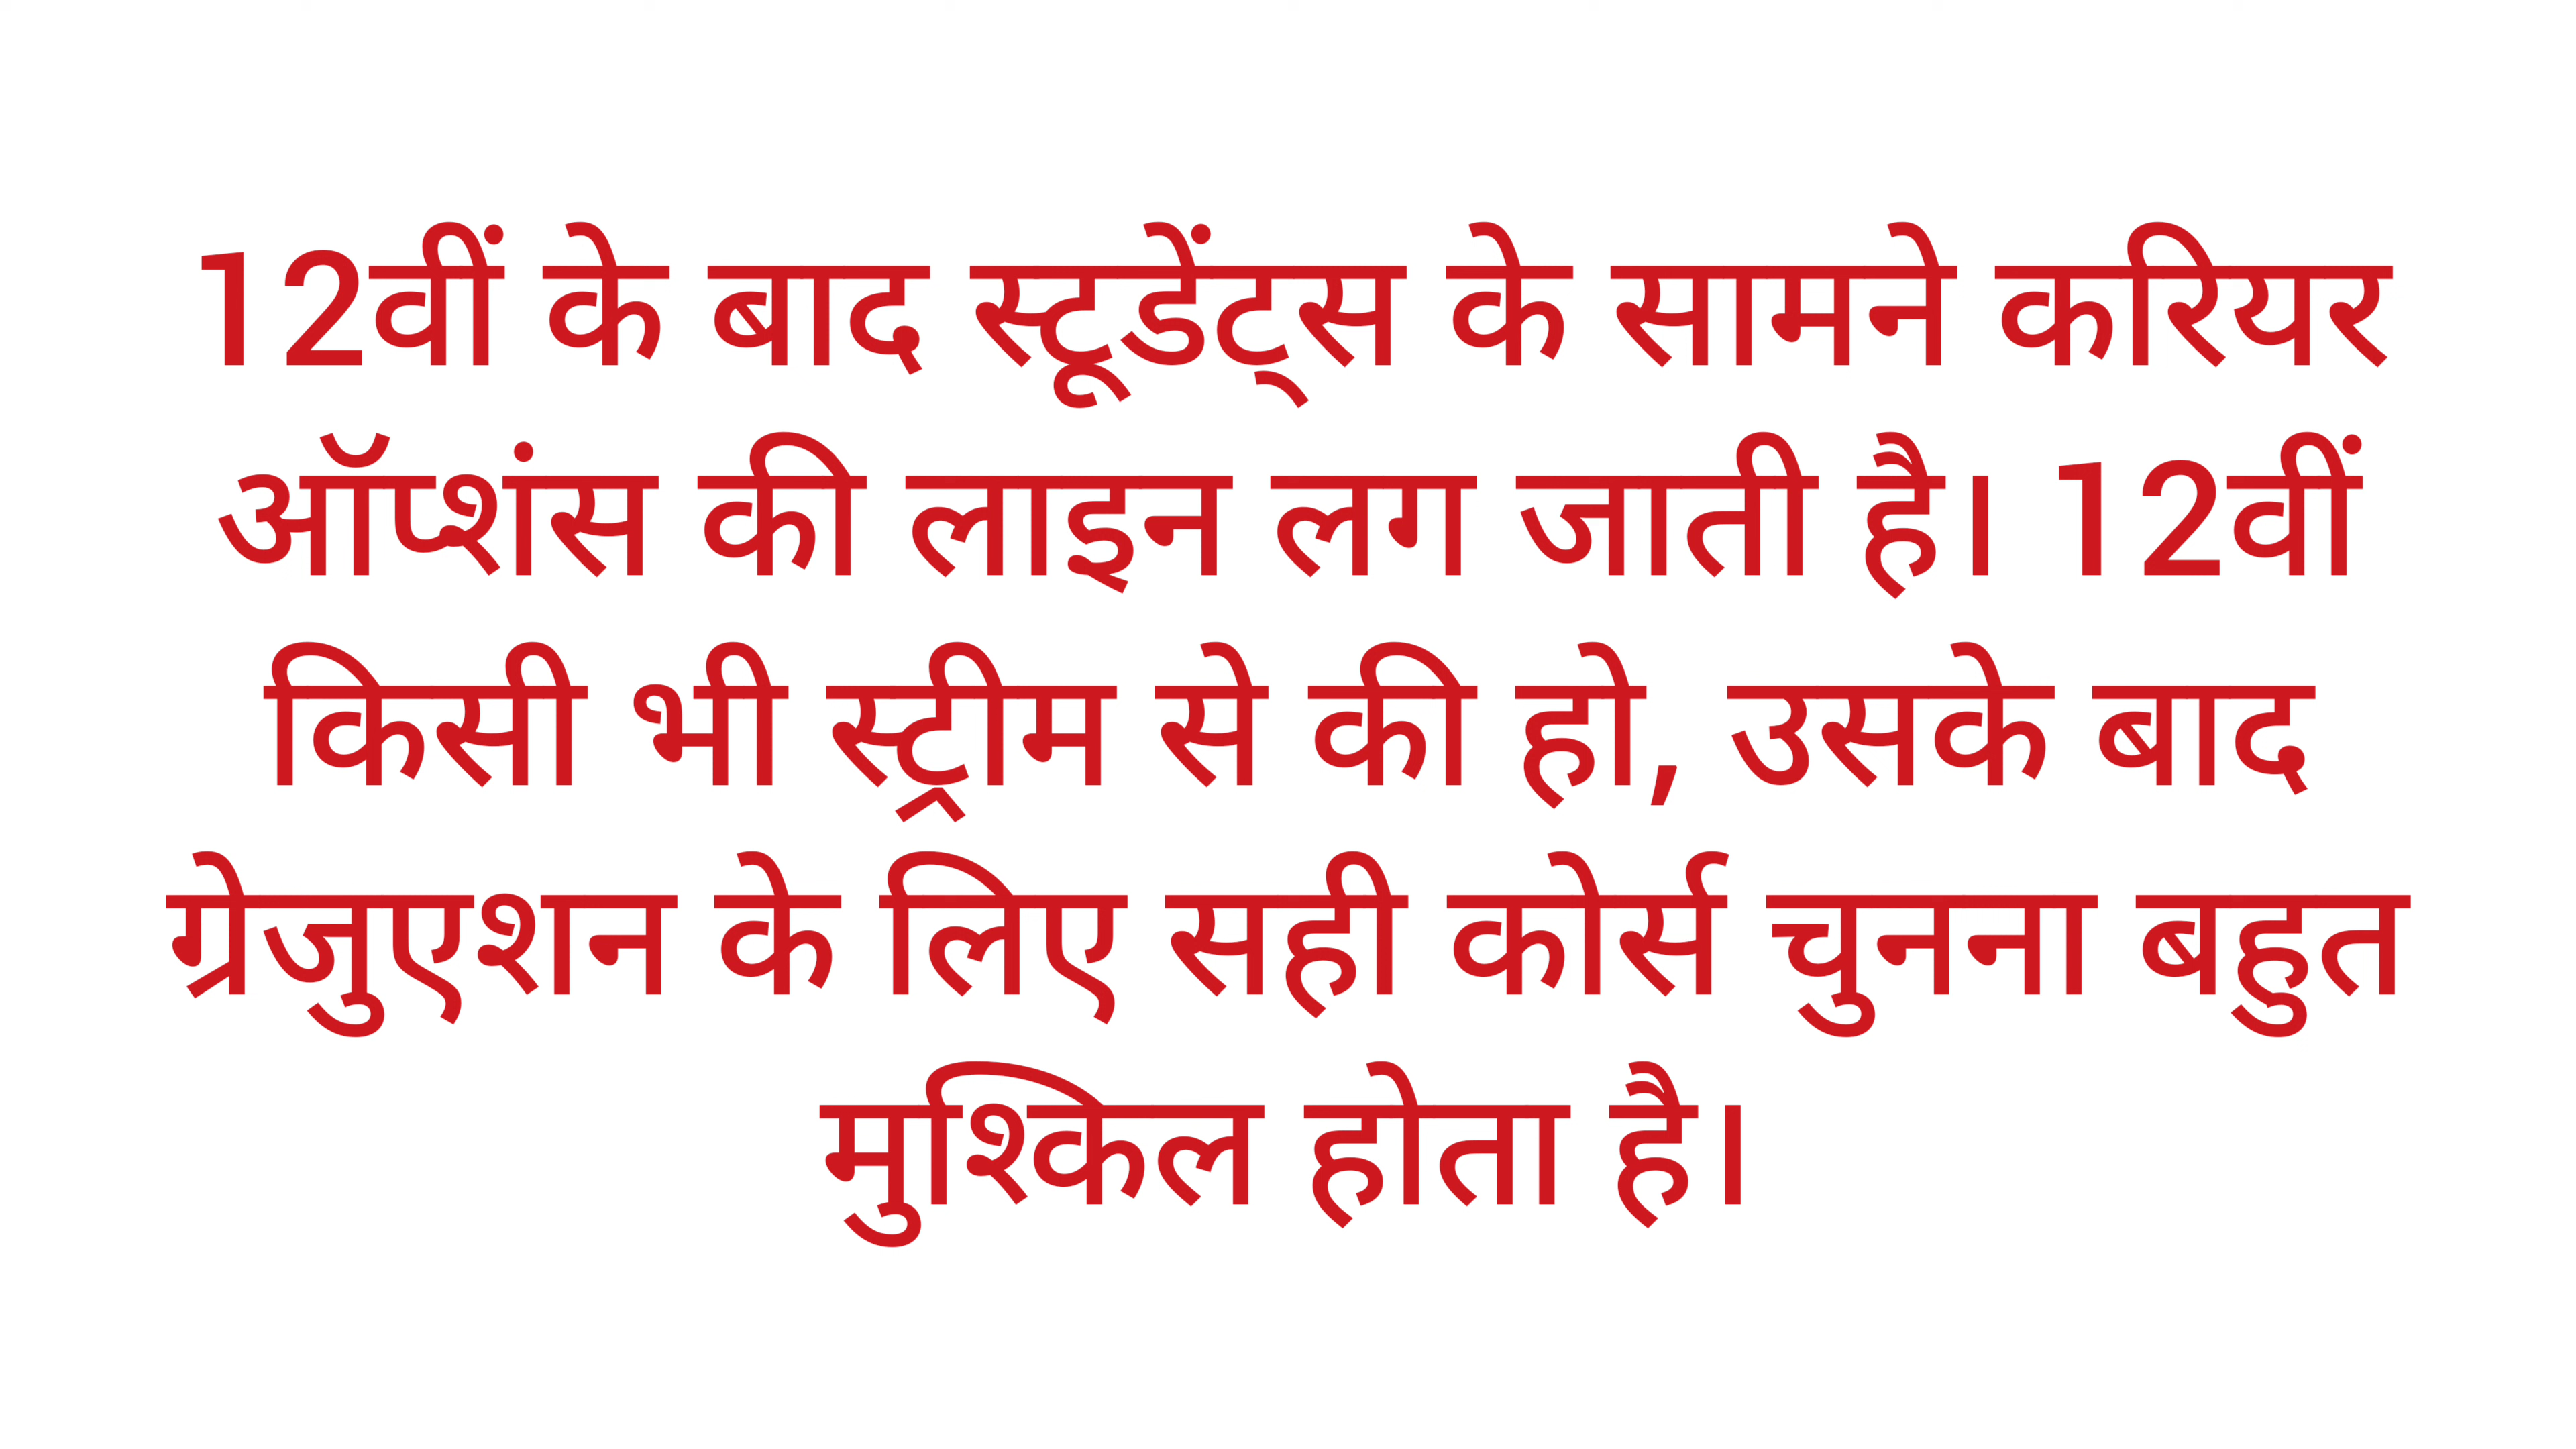 12वीं के बाद स्टूडेंट्स के सामने करियर
ऑप्शंस की लाइन लग जाती है। 12वीं
किसी भी स्ट्रीम से की हो, उसके बाद
ग्रेजुएशन के लिए सही कोर्स चुनना बहुत
मुश्किल होता है।